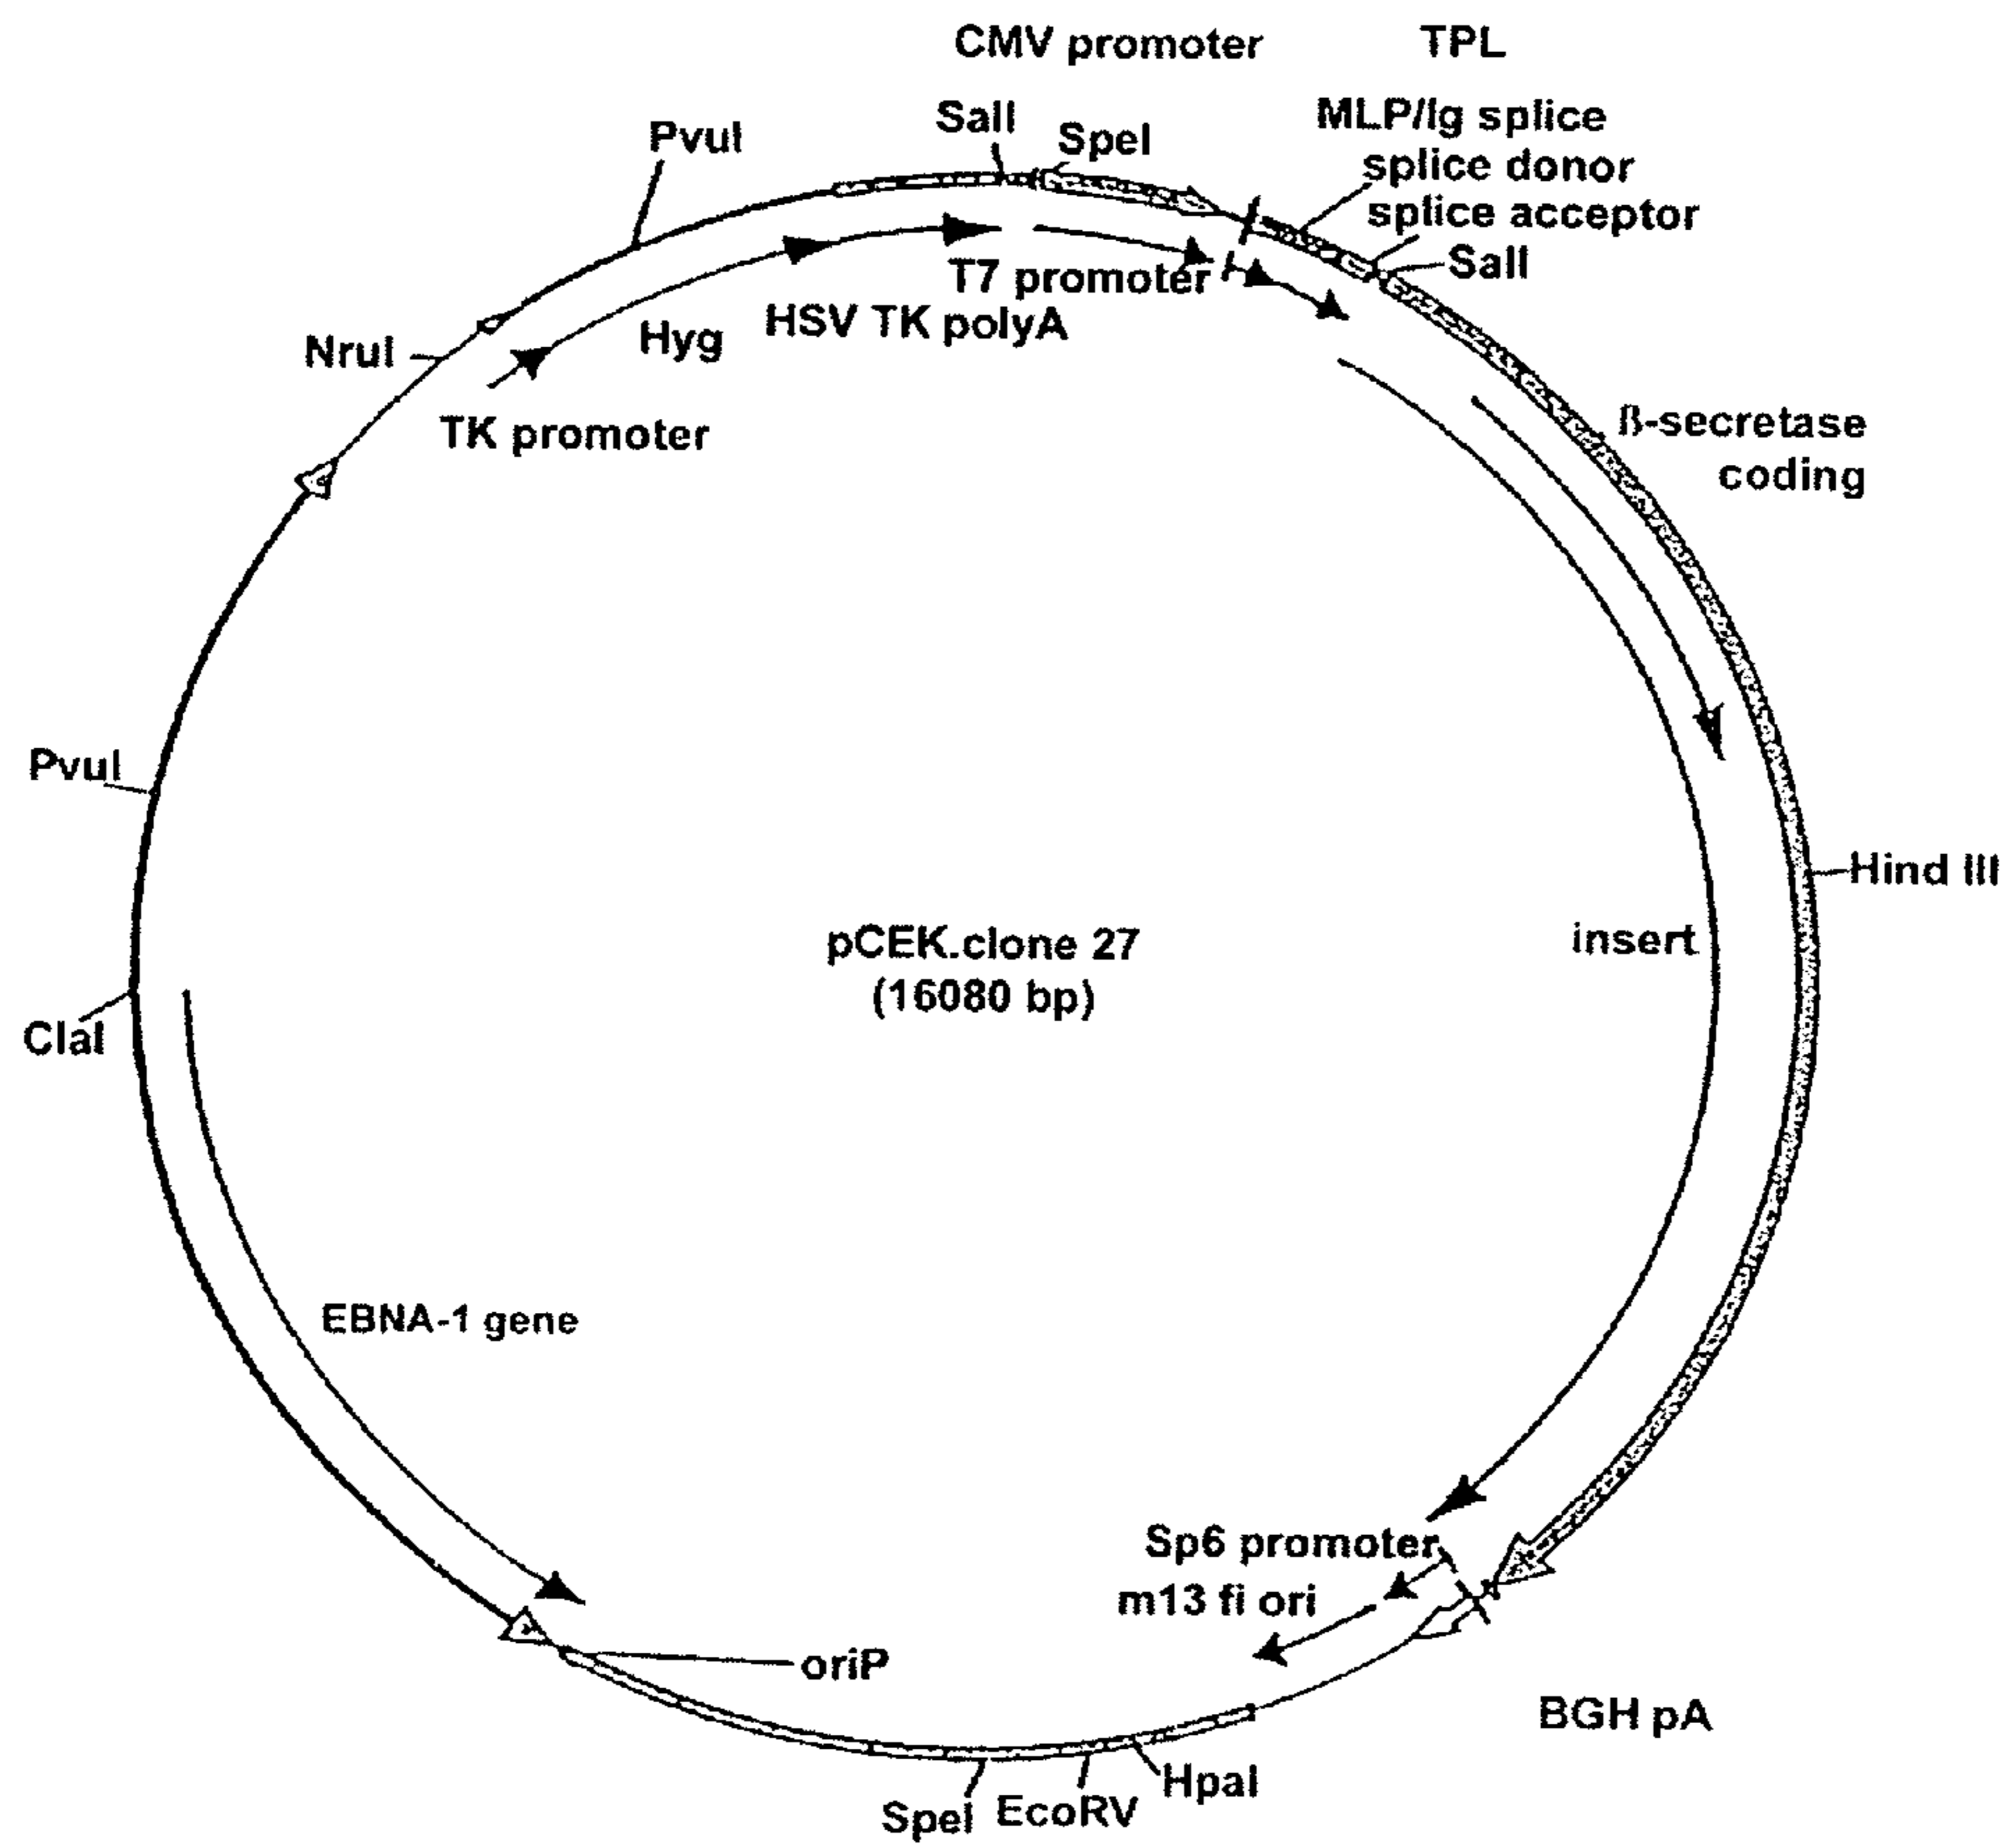 CMV promoter
TPL
SalI
SpeI
MLP/Ig splice
splice donor
splice acceptor
SalI
PvuI
NruI
T7 promoter
HSV TK polyA
Hyg
TK promoter
ß-secretase
coding
PvuI
Hind III
pCEK.clone 27
(16080 bp)
insert
ClaI
EBNA-1 gene
Sp6 promoter
m13 fi ori
oriP
BGH pA
HpaI
EcoRV
SpeI